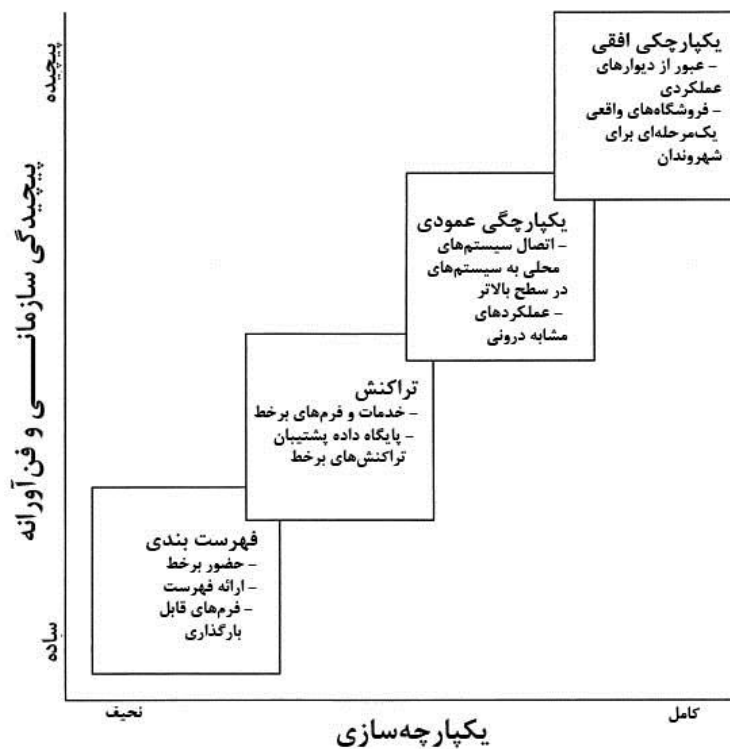 پیچیده
پیچیدگی سازمانی و فن‌آورانه
ساده
یکپارچکی افقی
- عبور از دیوارهای
عملکردی
- فروشگاه‌های واقعی
یک‌مرحله‌ای برای
شهروندان
یکپارچگی عمودی
- اتصال سیستم‌های
محلی به سیستم‌های
در سطح بالاتر
- عملکردهای
مشابه درونی
تراکنش
- خدمات و فرم‌های برخط
- پایگاه داده پشتیبان
تراکنش‌های برخط
فهرست بندی
- حضور برخط
- ارائه فهرست
- فرم‌های قابل
بارگذاری
نحیف
کامل
یکپارچه‌سازی